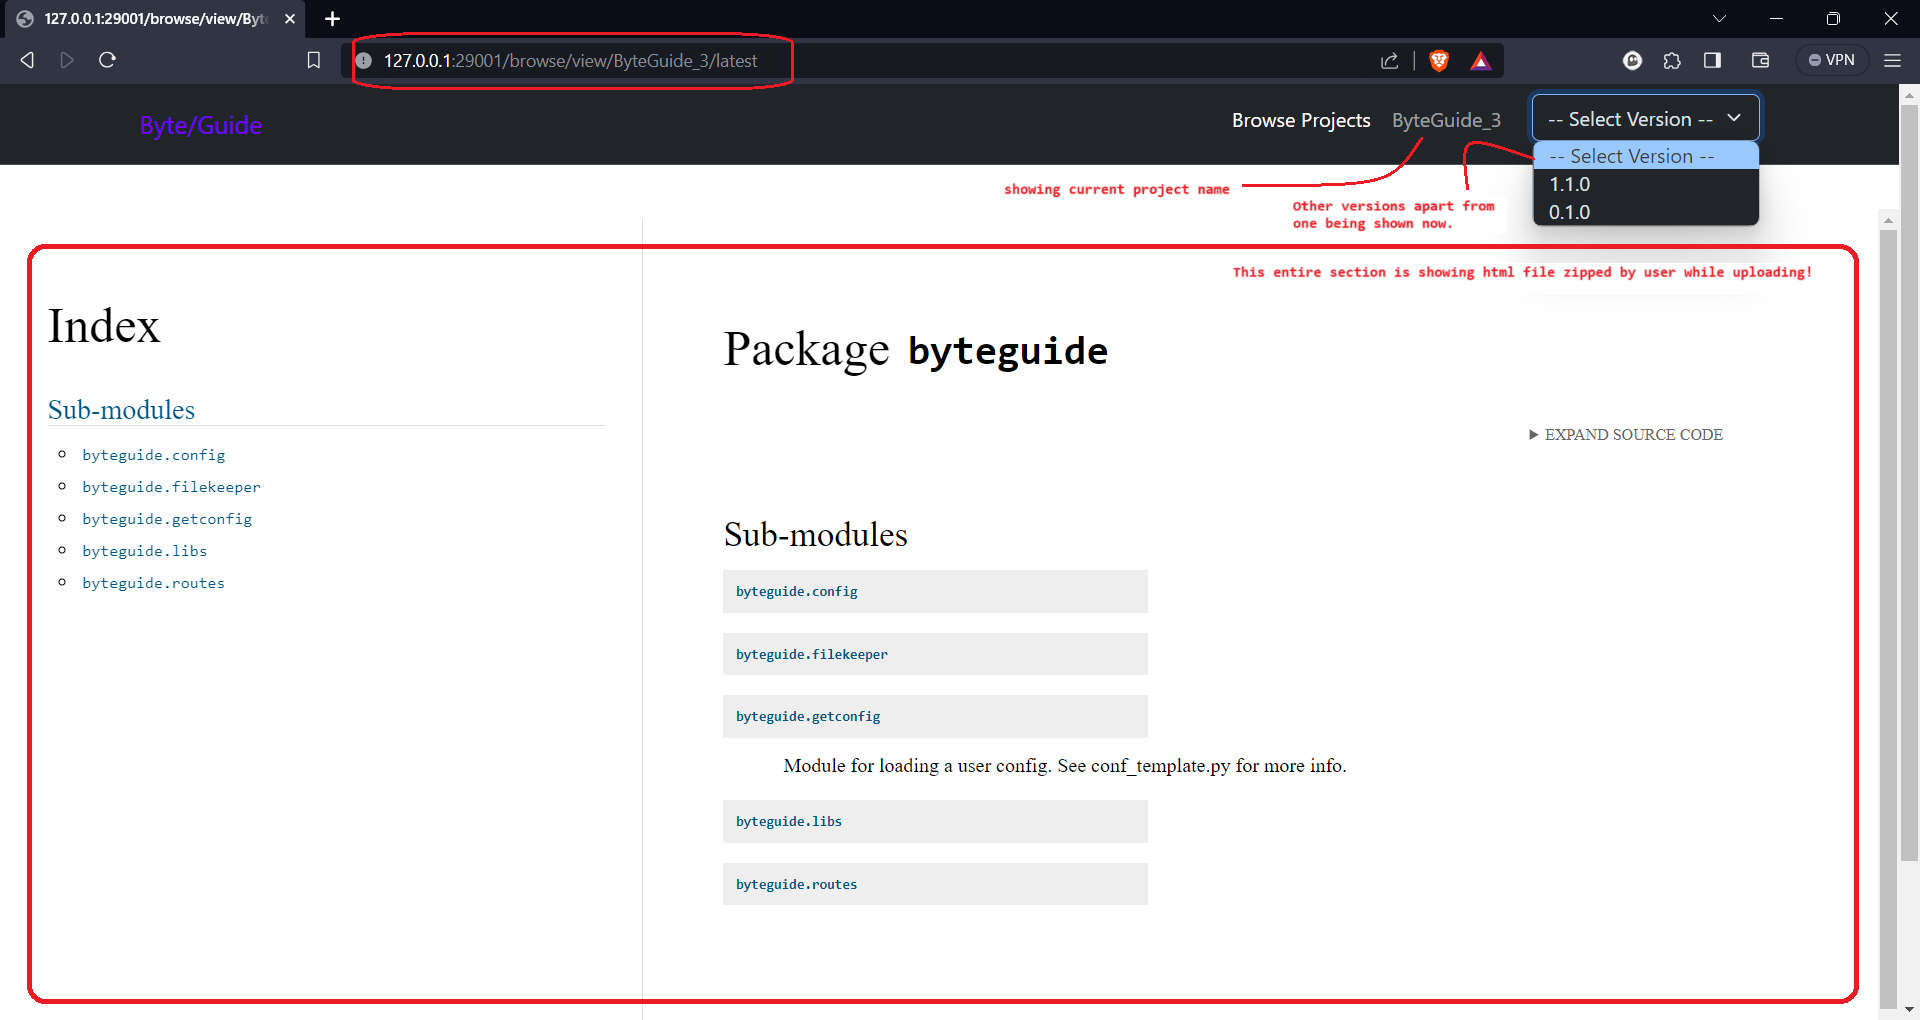 127.0.0.1:29001/browse/view/Byt
127.0.0.1:29001/browse/view/ByteGuide_3/latest
VPN
Byte/Guide
Browse Projects
ByteGuide_3
-- Select Version --
-- Select Version --
1.1.0
0.1.0
showing current project name
Other versions apart from
one being shown now.
This entire section is showing html file zipped by user while uploading!
Index
Sub-modules
byteguide.config
byteguide.filekeeper
byteguide.getconfig
byteguide.libs
byteguide.routes
Package byteguide
EXPAND SOURCE CODE
Sub-modules
byteguide.config
byteguide.filekeeper
byteguide.getconfig
Module for loading a user config. See conf_template.py for more info.
byteguide.libs
byteguide.routes